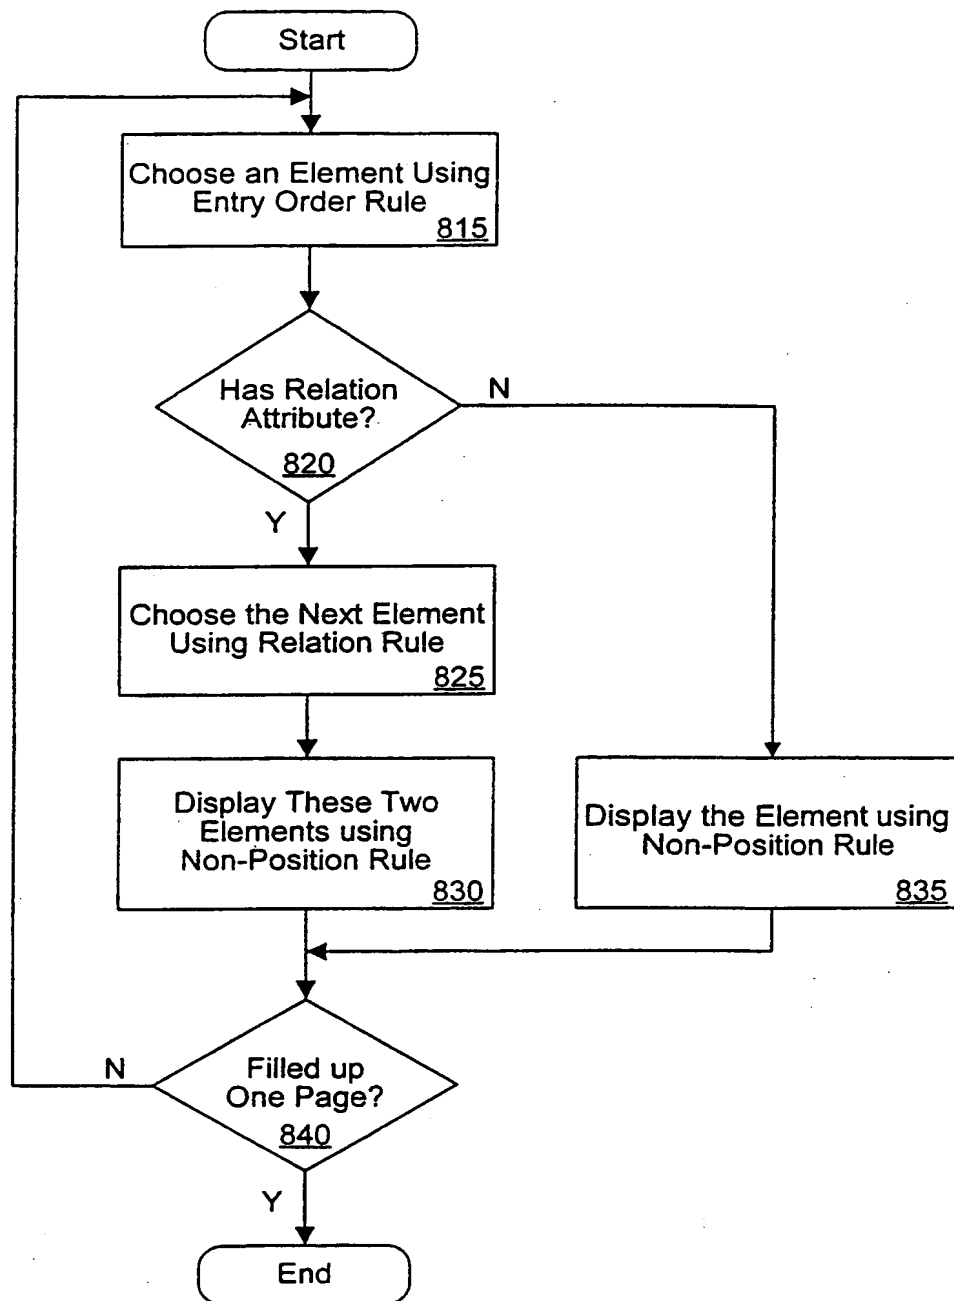 Start
Choose an Element Using
Entry Order Rule
815
Has Relation
Attribute?
820
N
Y
Choose the Next Element
Using Relation Rule
825
Display These Two
Elements using
Non-Position Rule
830
Display the Element using
Non-Position Rule
835
N
Filled up
One Page?
840
Y
End